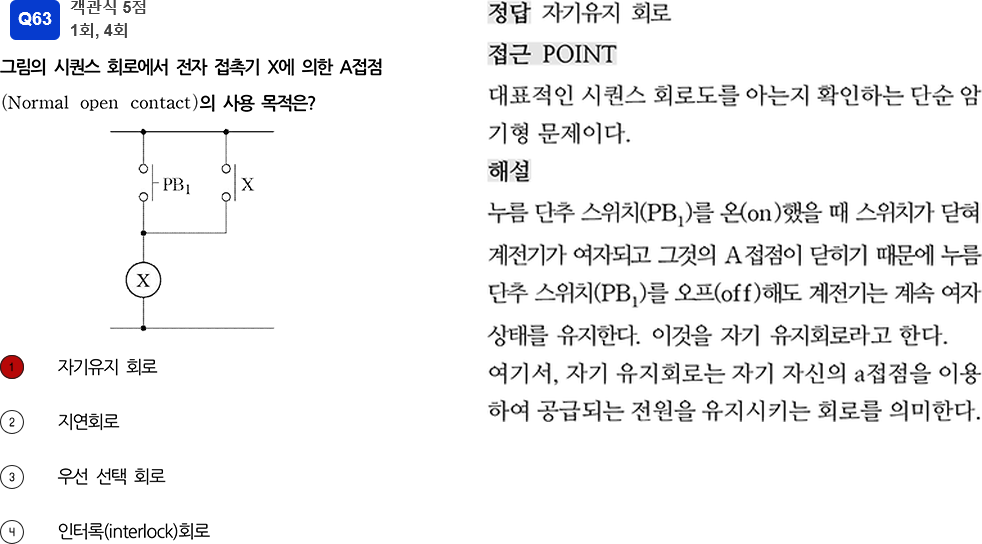 Q63
객관식 5점
1회, 4회
그림의 시퀀스 회로에서 전자 접촉기 X에 의한 A접점
(Normal open contact)의 사용 목적은?
PB1
X
X
1 자기유지 회로
2 지연회로
3 우선 선택 회로
4 인터록(interlock)회로
정답 자기유지 회로
접근 POINT
대표적인 시퀀스 회로도를 아는지 확인하는 단순 암
기형 문제이다.
해설
누름 단추 스위치(PB1)를 온(on)했을 때 스위치가 닫혀
계전기가 여자되고 그것의 A접점이 닫히기 때문에 누름
단추 스위치(PB1)를 오프(off)해도 계전기는 계속 여자
상태를 유지한다. 이것을 자기 유지회로라고 한다.
여기서, 자기 유지회로는 자기 자신의 a접점을 이용
하여 공급되는 전원을 유지시키는 회로를 의미한다.